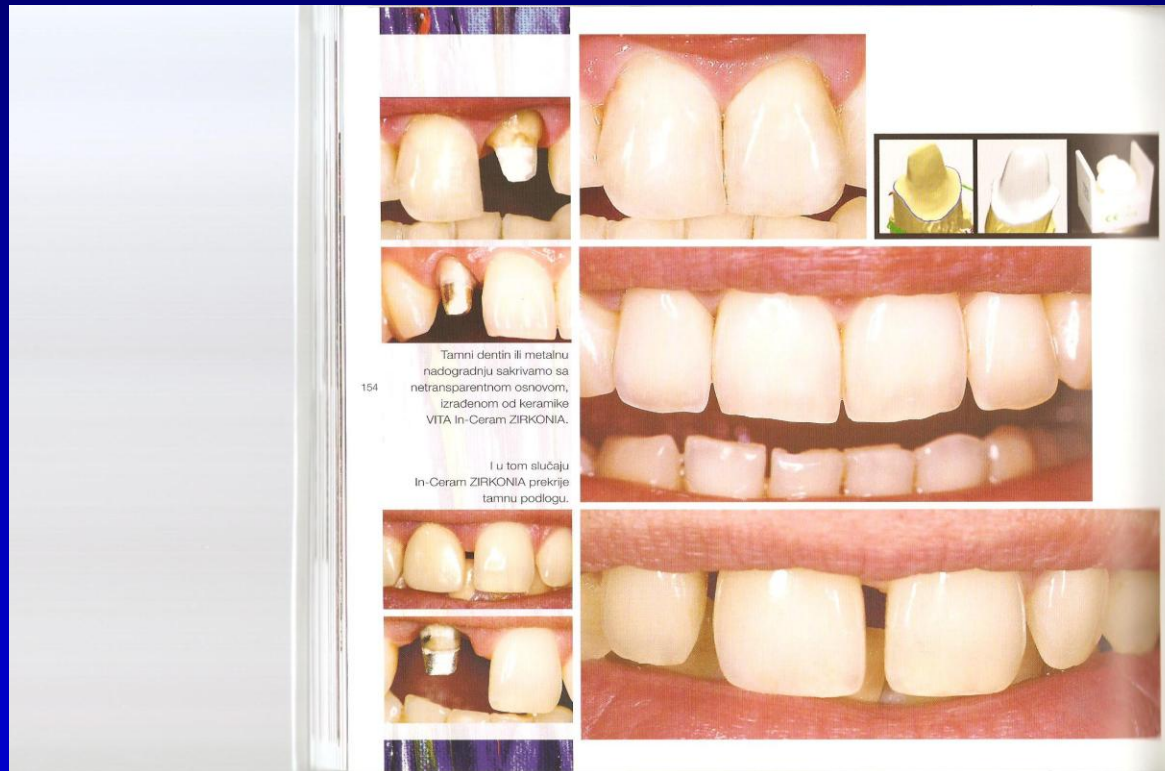 Tamni dentin ili metalnu
nadogradnju sakrivamo sa
154
netransparentnom osnovom,
izrađenom od keramike
VITA In-Ceram ZIRKONIA.
I u tom slučaju
In-Ceram ZIRKONIA prekrije
tamnu podlogu.